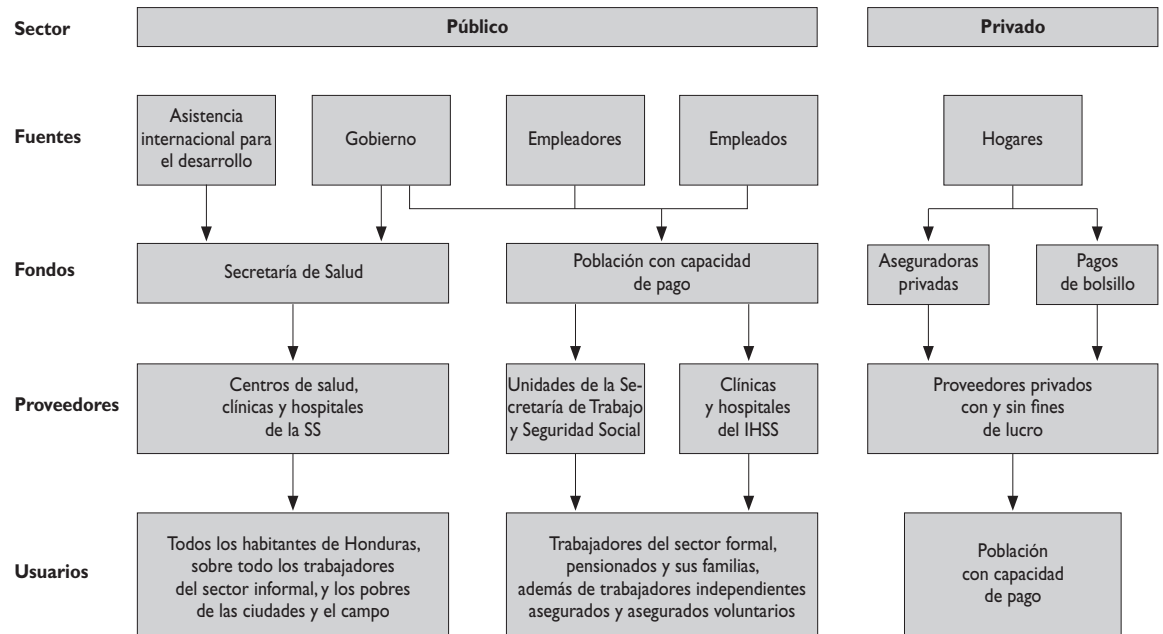 Sector
Público
Privado
Fuentes
Asistencia
internacional para
el desarrollo
Gobierno
Empleadores
Empleados
Hogares
Fondos
Secretaría de Salud
Población con capacidad
de pago
Aseguradoras
privadas
Pagos
de bolsillo
Proveedores
Centros de salud,
clínicas y hospitales
de la SS
Unidades de la Se-
cretaría de Trabajo
y Seguridad Social
Clínicas
y hospitales
del IHSS
Proveedores privados
con y sin fines
de lucro
Usuarios
Todos los habitantes de Honduras,
sobre todo los trabajadores
del sector informal, y los pobres
de las ciudades y el campo
Trabajadores del sector formal,
pensionados y sus familias,
además de trabajadores independientes
asegurados y asegurados voluntarios
Población
con capacidad
de pago